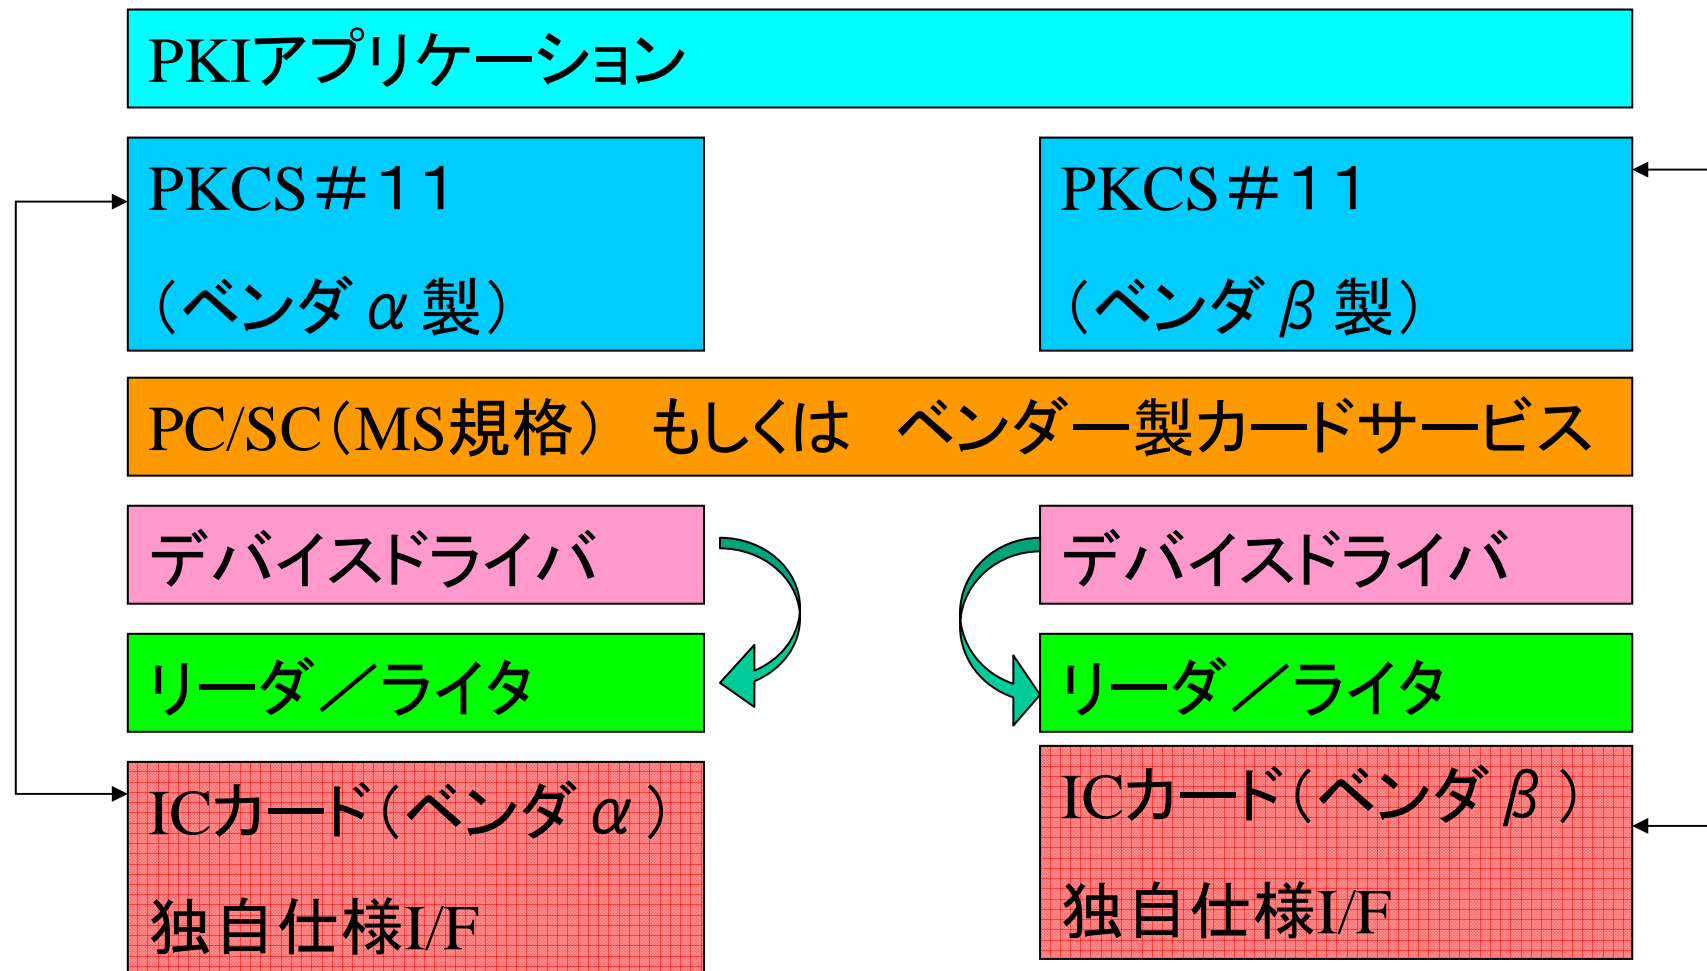 PKIアプリケーション
PKCS＃１１
（ベンダα製）
PKCS＃１１
（ベンダβ製）
PC/SC（MS規格）　もしくは　ベンダー製カードサービス
デバイスドライバ
デバイスドライバ
リーダ／ライタ
リーダ／ライタ
ICカード（ベンダα）
独自仕様I/F
ICカード（ベンダβ）
独自仕様I/F